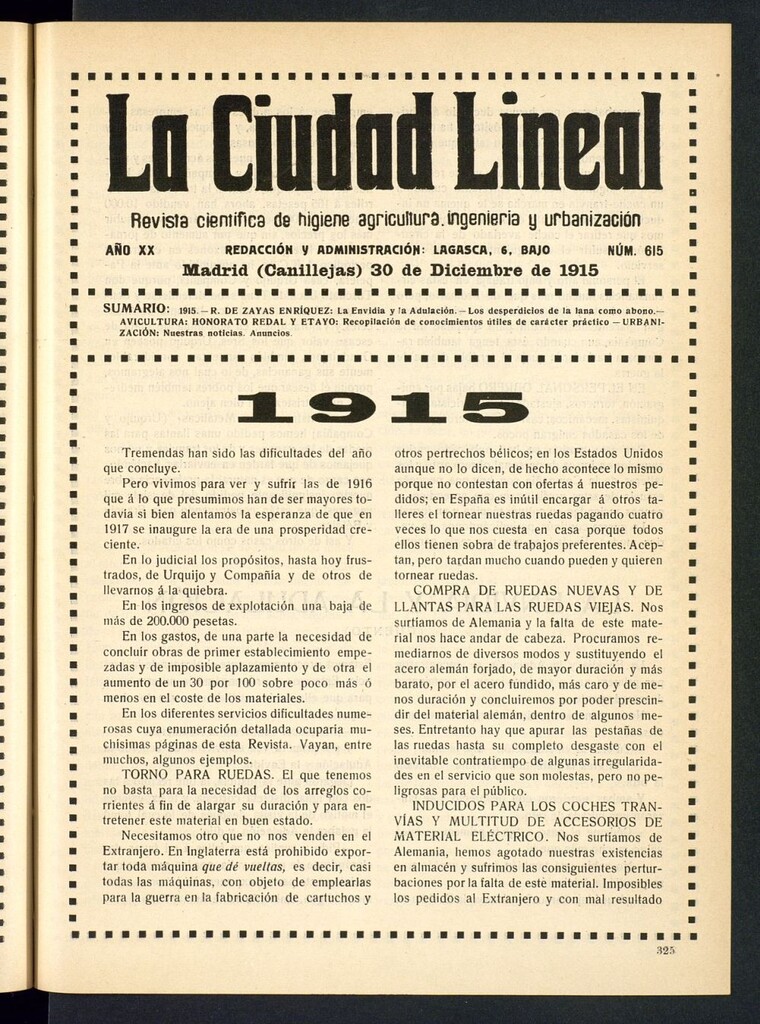 La Ciudad Lineal
Revista científica de higiene agricultura. ingeniería y urbanización
AÑO XX REDACCIÓN Y ADMINISTRACIÓN: LAGASCA, 6, BAJO NÚM. 615
Madrid (Canillejas) 30 de Diciembre de 1915
SUMARIO: 1915.—R. DE ZAYAS ENRÍQUEZ: La Envidia y la Adulación.—Los desperdicios de la lana como abono.—
AVICULTURA: HONORATO REDAL Y ETAYO: Recopilación de conocimientos útiles de carácter práctico—URBANI-
ZACIÓN: Nuestras noticias. Anuncios.
1915
Tremendas han sido las dificultades del año
que concluye.
Pero vivimos para ver y sufrir las de 1916
que á lo que presumimos han de ser mayores to-
davía si bien alentamos la esperanza de que en
1917 se inaugure la era de una prosperidad cre-
ciente.
En lo judicial los propósitos, hasta hoy frus-
trados, de Urquijo y Compañía y de otros de
llevarnos á la quiebra.
En los ingresos de explotación una baja de
más de 200.000 pesetas.
En los gastos, de una parte la necesidad de
concluir obras de primer establecimiento empe-
zadas y de imposible aplazamiento y de otra el
aumento de un 30 por 100 sobre poco más ó
menos en el coste de los materiales.
En los diferentes servicios dificultades nume-
rosas cuya enumeración detallada ocuparía mu-
chísimas páginas de esta Revista. Vayan, entre
muchos, algunos ejemplos.
TORNO PARA RUEDAS. El que tenemos
no basta para la necesidad de los arreglos co-
rrientes á fin de alargar su duración y para en-
tretener este material en buen estado.
Necesitamos otro que no nos venden en el
Extranjero. En Inglaterra está prohibido expor-
tar toda máquina que dé vueltas, es decir, casi
todas las máquinas, con objeto de emplearlas
para la guerra en la fabricación de cartuchos y
otros pertrechos bélicos; en los Estados Unidos
aunque no lo dicen, de hecho acontece lo mismo
porque no contestan con ofertas á nuestros pe-
didos; en España es inútil encargar á otros ta-
lleres el tornear nuestras ruedas pagando cuatro
veces lo que nos cuesta en casa porque todos
ellos tienen sobra de trabajos preferentes. Acep-
tan, pero tardan mucho cuando pueden y quieren
tornear ruedas.
COMPRA DE RUEDAS NUEVAS Y DE
LLANTAS PARA LAS RUEDAS VIEJAS. Nos
surtíamos de Alemania y la falta de este mate-
rial nos hace andar de cabeza. Procuramos re-
mediarnos de diversos modos y sustituyendo el
acero alemán forjado, de mayor duración y más
barato, por el acero fundido, más caro y de me-
nos duración y concluiremos por poder prescin-
dir del material alemán, dentro de algunos me-
ses. Entretanto hay que apurar las pestañas de
las ruedas hasta su completo desgaste con el
inevitable contratiempo de algunas irregularida-
des en el servicio que son molestas, pero no pe-
ligrosas para el público.
INDUCIDOS PARA LOS COCHES TRAN-
VÍAS Y MULTITUD DE ACCESORIOS DE
MATERIAL ELÉCTRICO. Nos surtíamos de
Alemania, hemos agotado nuestras existencias
en almacén y sufrimos las consiguientes pertur-
baciones por la falta de este material. Imposibles
los pedidos al Extranjero y con mal resultado
325